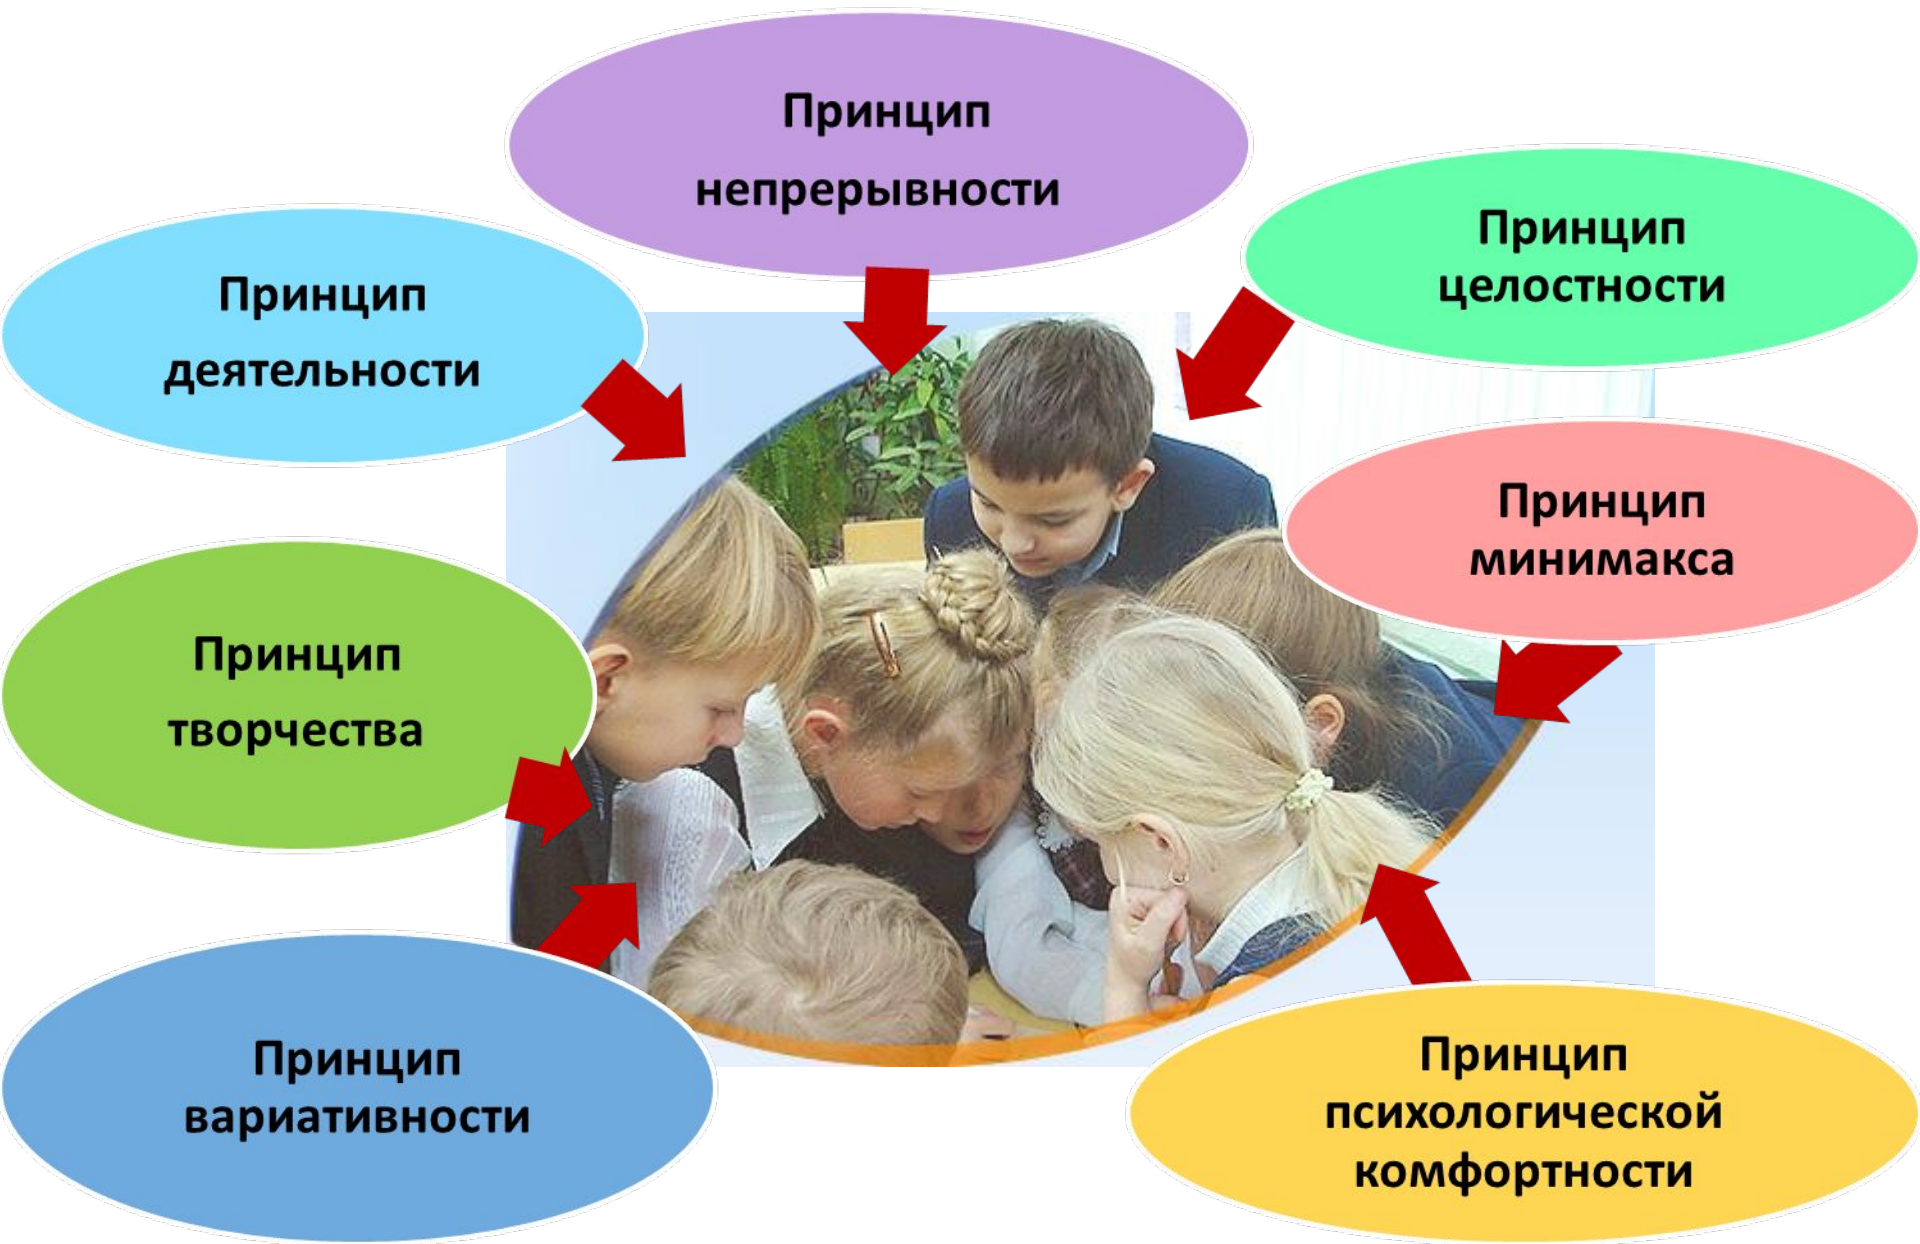 Принцип
непрерывности
Принцип
целостности
Принцип
деятельности
Принцип
минимакса
Принцип
творчества
Принцип
вариативности
Принцип
психологической
комфортности